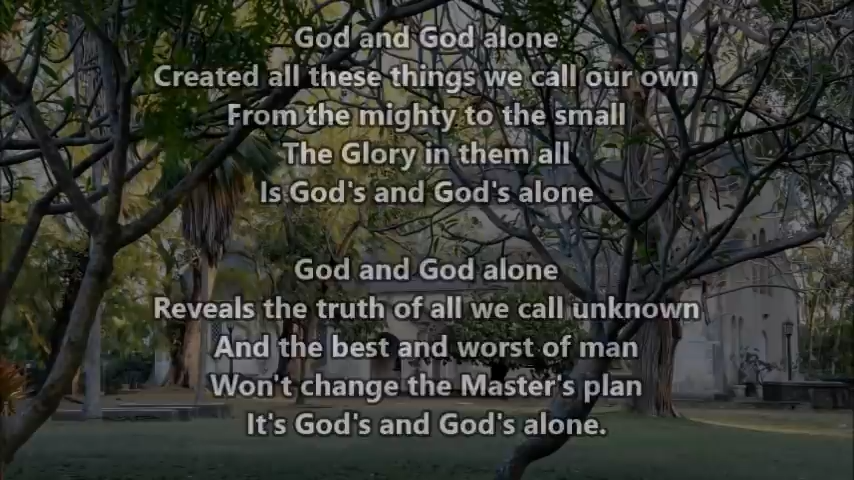 God and God alone
Created all these things we call our own
From the mighty to the small
The Glory in them all
Is God's and God's alone
God and God alone
Reveals the truth of all we call unknown
And the best and worst of man
Won't change the Master's plan
It's God's and God's alone.